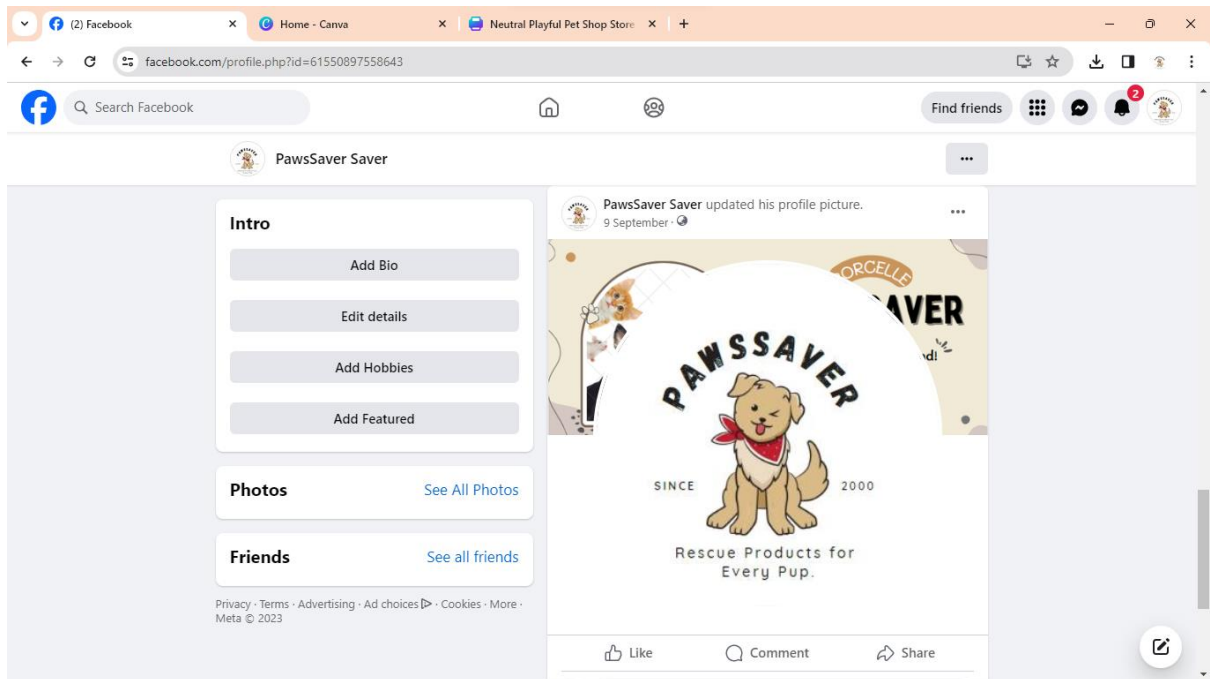 (2) Facebook
Home - Canva
Neutral Playful Pet Shop Store
facebook.com/profile.php?id=61550897558643
Search Facebook
Find friends
2
PawsSaver Saver
Intro
Add Bio
Edit details
Add Hobbies
Add Featured
Photos
See All Photos
Friends
See all friends
Privacy · Terms · Advertising · Ad choices · Cookies · More ·
Meta © 2023
PawsSaver Saver updated his profile picture.
9 September ·
ORCELLE
AVER
nd!
PAWSSAVER
SINCE 2000
Rescue Products for
Every Pup.
Like
Comment
Share